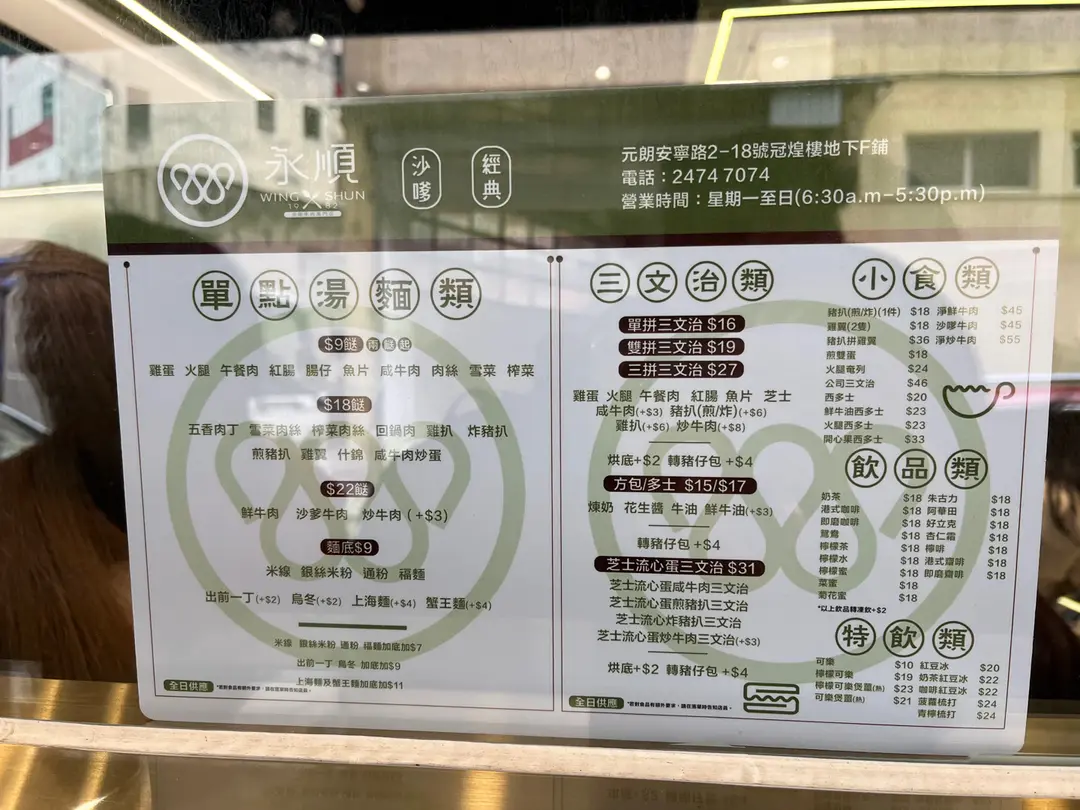 永順
WING SHUN
1982
沙嗲
經典
元朗安寧路2-18號冠煌樓地下F鋪
電話：2474 7074
營業時間：星期一至日(6:30a.m-5:30p.m)
單點湯麵類
$9餸 兩餸起
雞蛋 火腿 午餐肉 紅腸 腸仔 魚片 咸牛肉 肉絲 雪菜 榨菜
$18餸
五香肉丁 雪菜肉絲 榨菜肉絲 回鍋肉 雞扒 炸豬扒
煎豬扒 雞翼 什錦 咸牛肉炒蛋
$22餸
鮮牛肉 沙爹牛肉 炒牛肉 (+$3)
麵底$9
米線 銀絲米粉 通粉 福麵
出前一丁(+$2) 烏冬(+$2) 上海麵(+$4) 蟹王麵(+$4)
米線 銀絲米粉 通粉 福麵加底加$7
出前一丁 烏冬 加底加$9
上海麵及蟹王麵加底加$11
全日供應
三文治類
單拼三文治 $16
雙拼三文治 $19
三拼三文治 $27
雞蛋 火腿 午餐肉 紅腸 魚片 芝士
咸牛肉(+$3) 豬扒(煎/炸)(+$6)
雞扒(+$6) 炒牛肉(+$8)
烘底+$2 轉豬仔包 +$4
方包/多士 $15/$17
煉奶 花生醬 牛油 鮮牛油(+$3)
轉豬仔包 +$4
芝士流心蛋三文治 $31
芝士流心蛋咸牛肉三文治
芝士流心蛋煎豬扒三文治
芝士流心炸豬扒三文治
芝士流心蛋炒牛肉三文治(+$3)
烘底+$2 轉豬仔包 +$4
全日供應
小食類
豬扒(煎/炸)(1件) $18 淨鮮牛肉 $45
雞翼(2隻) $18 沙嗲牛肉 $45
豬扒拼雞翼 $36 淨炒牛肉 $55
煎雙蛋 $18
火腿奄列 $24
公司三文治 $46
西多士 $20
鮮牛油西多士 $23
火腿西多士 $23
開心果西多士 $33
飲品類
奶茶 $18 朱古力 $18
港式咖啡 $18 阿華田 $18
即磨咖啡 $18 好立克 $18
鴛鴦 $18 杏仁霜 $18
檸檬茶 $18 檸啡 $18
檸檬水 $18 港式齋啡 $18
檸檬蜜 $18 即磨齋啡 $18
菜蜜 $18
菊花蜜 $18
*以上飲品轉凍飲+$2
特飲類
可樂 $10 紅豆冰 $20
檸檬可樂 $19 奶茶紅豆冰 $22
檸檬可樂煲薑(熱) $23 咖啡紅豆冰 $22
可樂煲薑(熱) $21 菠蘿梳打 $24
青檸梳打 $24